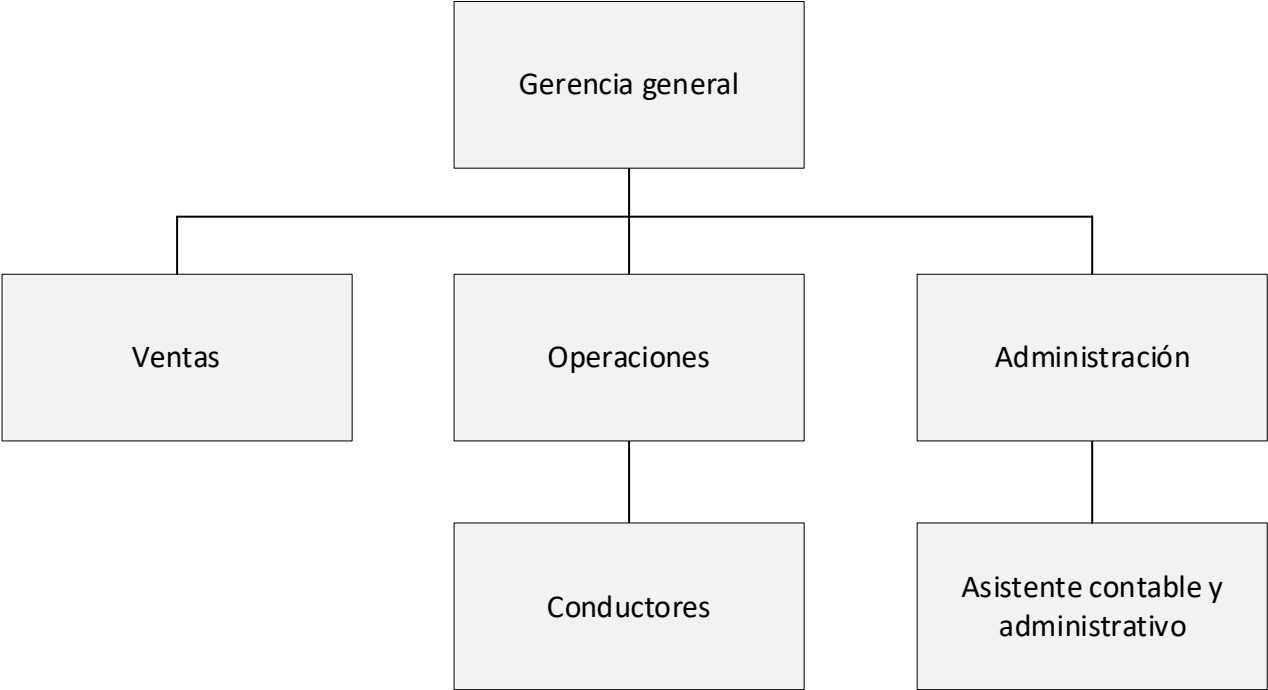 Gerencia general
Ventas
Operaciones
Administración
Conductores
Asistente contable y
administrativo